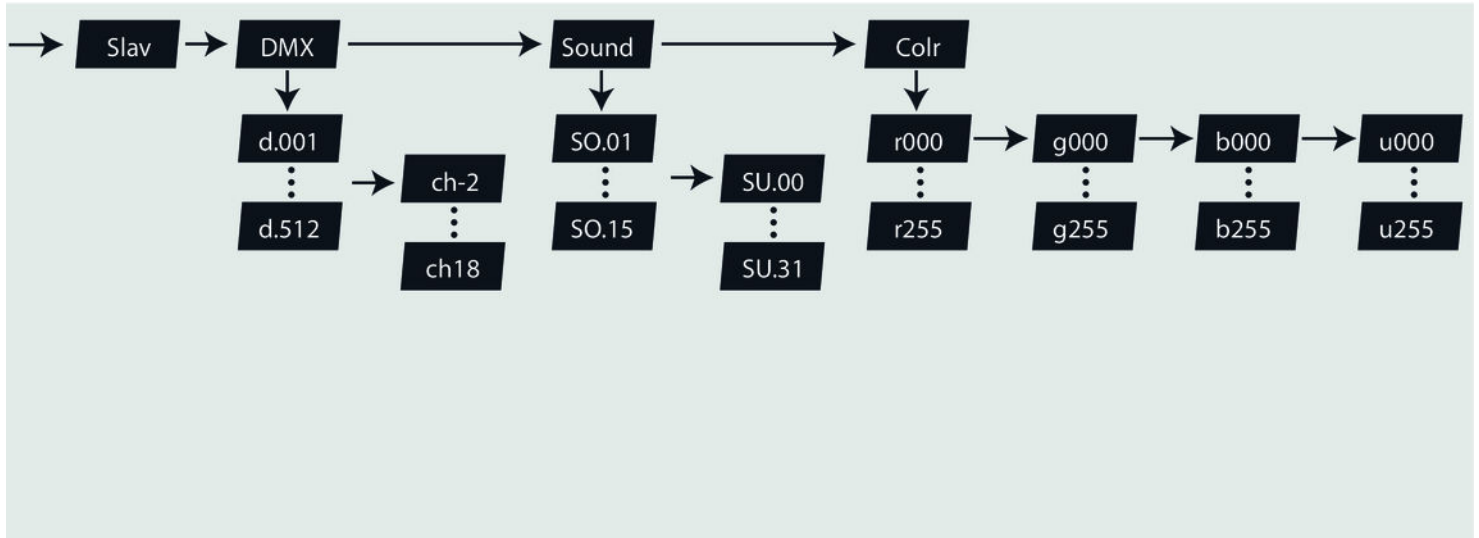 Slav DMX Sound Colr
d.001 SO.01 r000 g000 b000 u000
ch-2 SU.00
d.512 SO.15 r255 g255 b255 u255
ch18 SU.31